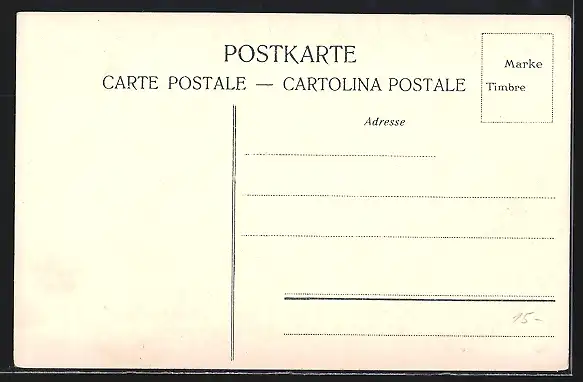 POSTKARTE
CARTE POSTALE — CARTOLINA POSTALE
Marke
Timbre
Adresse
15-